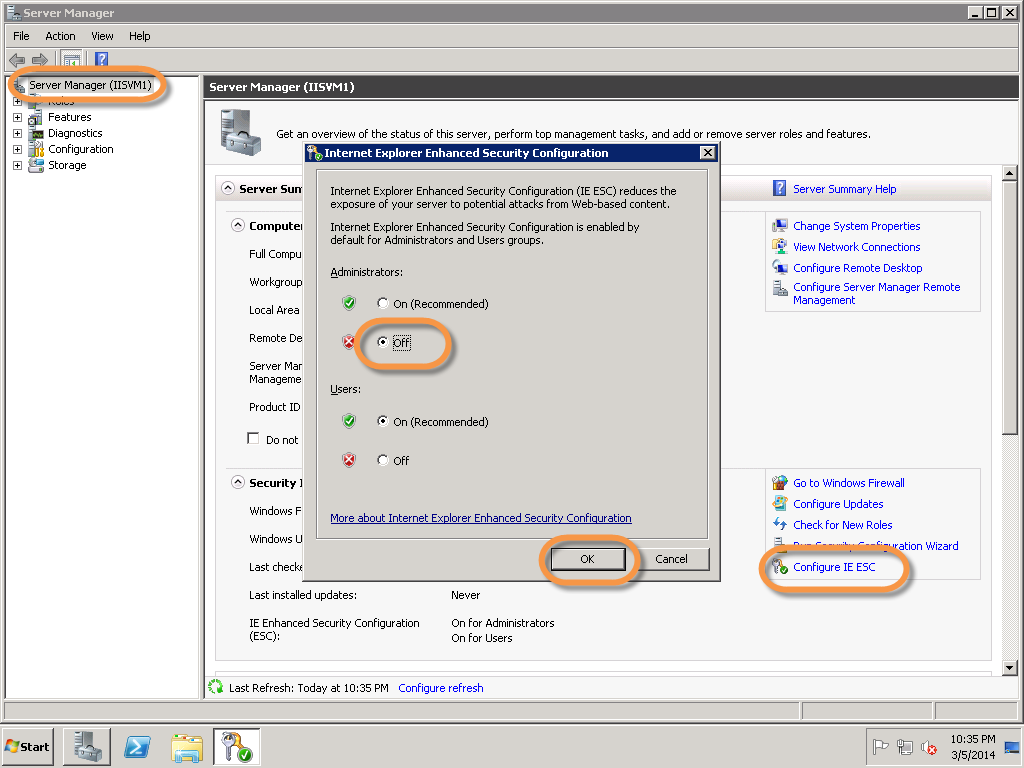 Server Manager
File Action View Help
Server Manager (IISVM1)
Roles
Features
Diagnostics
Configuration
Storage
Server Manager (IISVM1)
Get an overview of the status of this server, perform top management tasks, and add or remove server roles and features.
Server Sum
Server Summary Help
Computer
Full Compu
Workgroup
Local Area
Remote De
Server Man
Manageme
Product ID
Do not
Change System Properties
View Network Connections
Configure Remote Desktop
Configure Server Manager Remote
Management
Internet Explorer Enhanced Security Configuration
Internet Explorer Enhanced Security Configuration (IE ESC) reduces the
exposure of your server to potential attacks from Web-based content.
Internet Explorer Enhanced Security Configuration is enabled by
default for Administrators and Users groups.
Administrators:
On (Recommended)
Off
Users:
On (Recommended)
Off
More about Internet Explorer Enhanced Security Configuration
OK Cancel
Security I
Windows F
Windows U
Last checke
Last installed updates: Never
IE Enhanced Security Configuration
(ESC):
On for Administrators
On for Users
Go to Windows Firewall
Configure Updates
Check for New Roles
Run Security Configuration Wizard
Configure IE ESC
Last Refresh: Today at 10:35 PM Configure refresh
Start
10:35 PM
3/5/2014